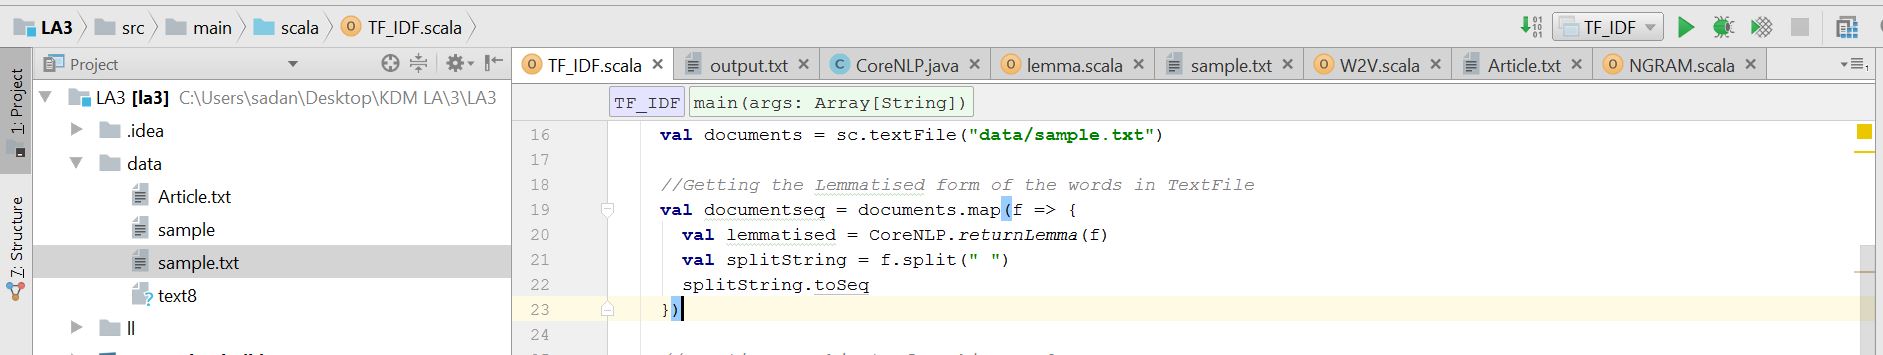 LA3 src main scala TF_IDF.scala TF_IDF
Project TF_IDF.scala output.txt CoreNLP.java lemma.scala sample.txt W2V.scala Article.txt NGRAM.scala
1: Project
7: Structure
LA3 [la3] C:\Users\sadan\Desktop\KDM LA\3\LA3
.idea
data
Article.txt
sample
sample.txt
text8
ll
TF_IDF main(args: Array[String])
16 val documents = sc.textFile("data/sample.txt")
17
18 //Getting the Lemmatised form of the words in TextFile
19 val documentseq = documents.map(f => {
20 val lemmatised = CoreNLP.returnLemma(f)
21 val splitString = f.split(" ")
22 splitString.toSeq
23 })
24